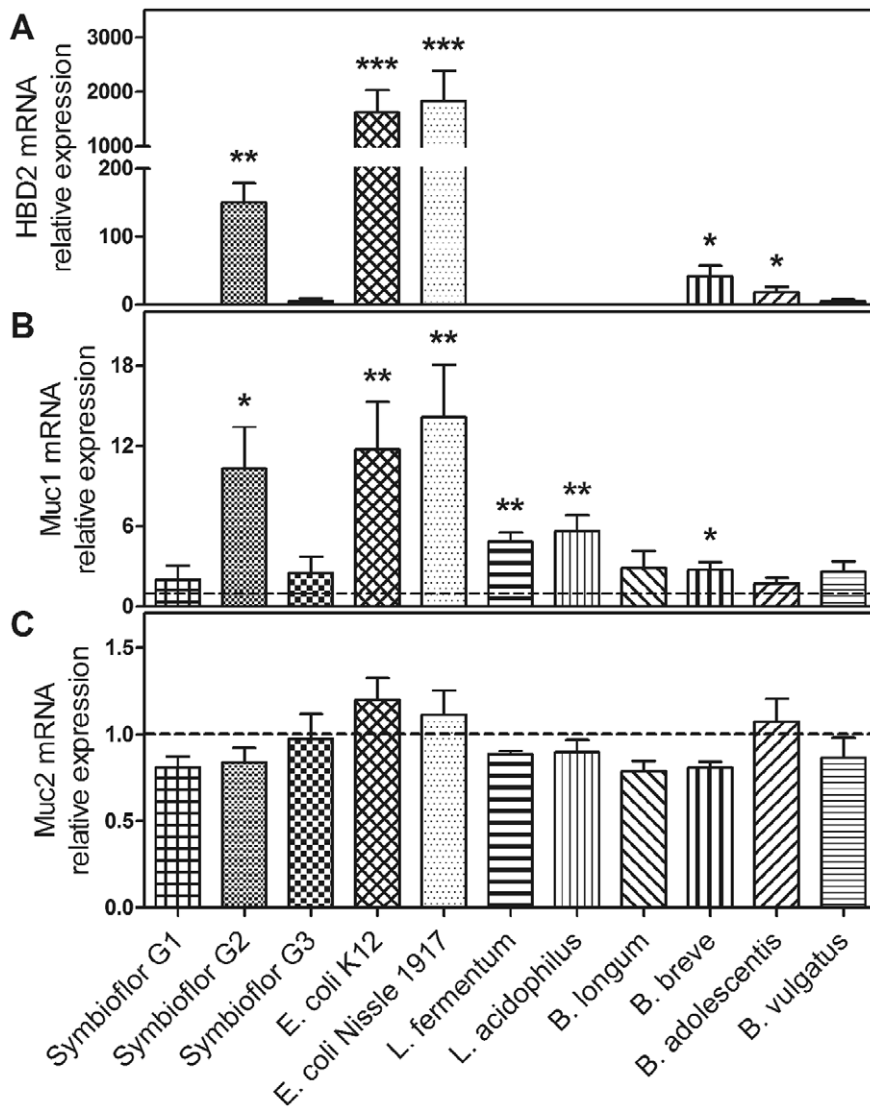 A
HBD2 mRNA
relative expression
3000
2000
1000
200
100
0
**
***
***
*
*
B
Muc1 mRNA
relative expression
18
12
6
0
*
**
**
**
**
*
C
Muc2 mRNA
relative expression
1.5
1.0
0.5
0.0
Symbioflor G1
Symbioflor G2
Symbioflor G3
E. coli K12
E. coli Nissle 1917
L. fermentum
L. acidophilus
B. longum
B. breve
B. adolescentis
B. vulgatus